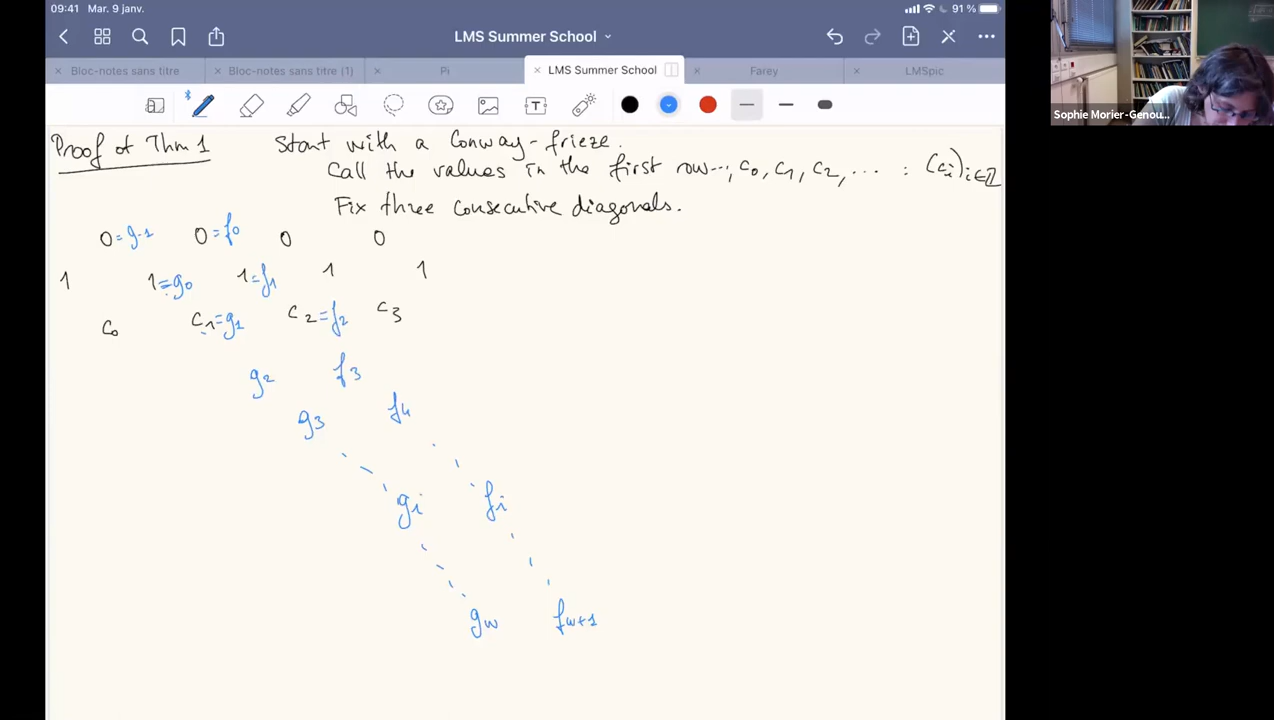 09:41 Mar. 9 janv.
91 %
LMS Summer School
Bloc-notes sans titre
Bloc-notes sans titre (1)
Pi
LMS Summer School
Farey
LMSpic
Sophie Morier-Genou...
Proof of Thm 1 Start with a Conway-frieze.
Call the values in the first row ..., c0, c1, c2, ... : (ci)i∈ℤ
Fix three consecutive diagonals.
0=g-1 0=f0 0 0
1 1=g0 1=f1 1 1
c0 c1=g1 c2=f2 c3
g2 f3
g3 f4
gi fi
gw fw+1